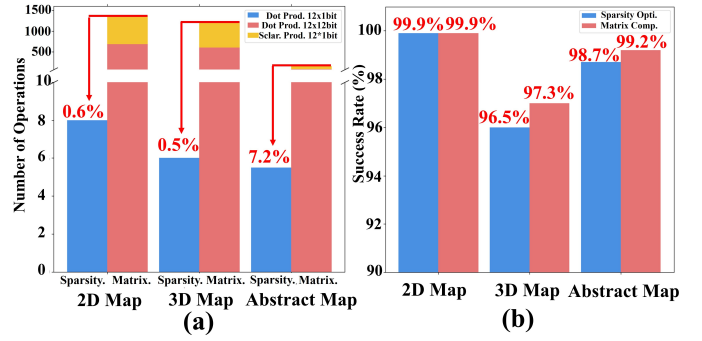 Number of Operations
1500
1000
500
10
8
6
4
2
0
Dot Prod. 12x1bit
Dot Prod. 12x12bit
Sclar. Prod. 12*1bit
0.6%
0.5%
7.2%
Sparsity. Matrix. Sparsity. Matrix. Sparsity. Matrix.
2D Map 3D Map Abstract Map
(a)
Success Rate (%)
100
98
96
94
92
90
Sparsity Opti.
Matrix Comp.
99.9% 99.9%
96.5% 97.3%
98.7% 99.2%
2D Map 3D Map Abstract Map
(b)